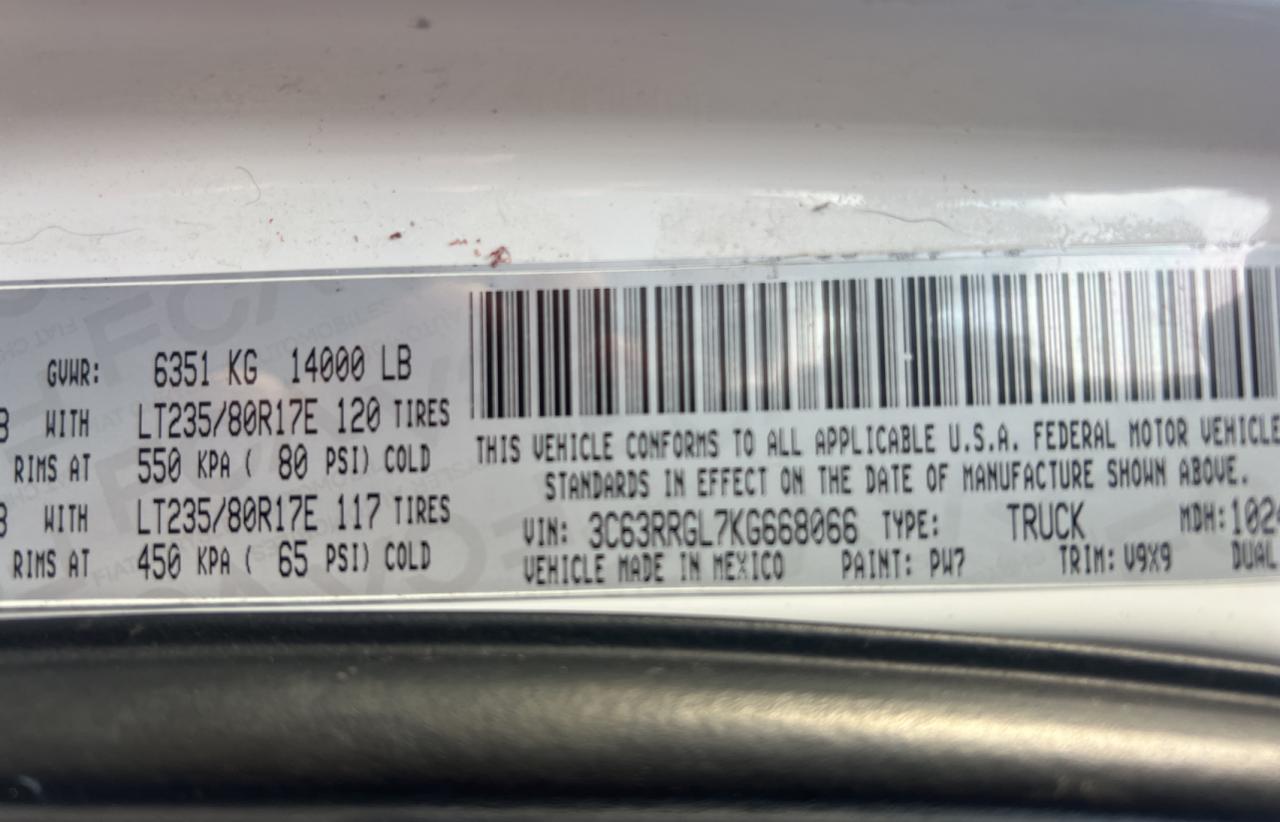 GVWR: 6351 KG 14000 LB
WITH LT235/80R17E 120 TIRES
RIMS AT 550 KPA ( 80 PSI) COLD
WITH LT235/80R17E 117 TIRES
RIMS AT 450 KPA ( 65 PSI) COLD
THIS VEHICLE CONFORMS TO ALL APPLICABLE U.S.A. FEDERAL MOTOR VEHICLE
STANDARDS IN EFFECT ON THE DATE OF MANUFACTURE SHOWN ABOVE.
VIN: 3C63RRGL7KG668066 TYPE: TRUCK MDH: 102
VEHICLE MADE IN MEXICO PAINT: PW7 TRIM: V9X9 DUAL